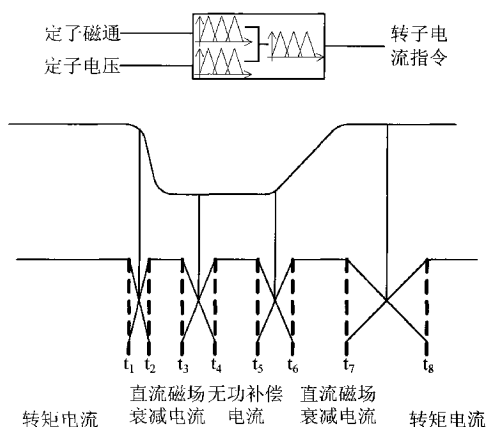 定子磁通
定子电压
转子电
流指令
t₁ t₂ t₃ t₄ t₅ t₆ t₇ t₈
转矩电流
直流磁场
衰减电流
无功补偿
电流
直流磁场
衰减电流
转矩电流